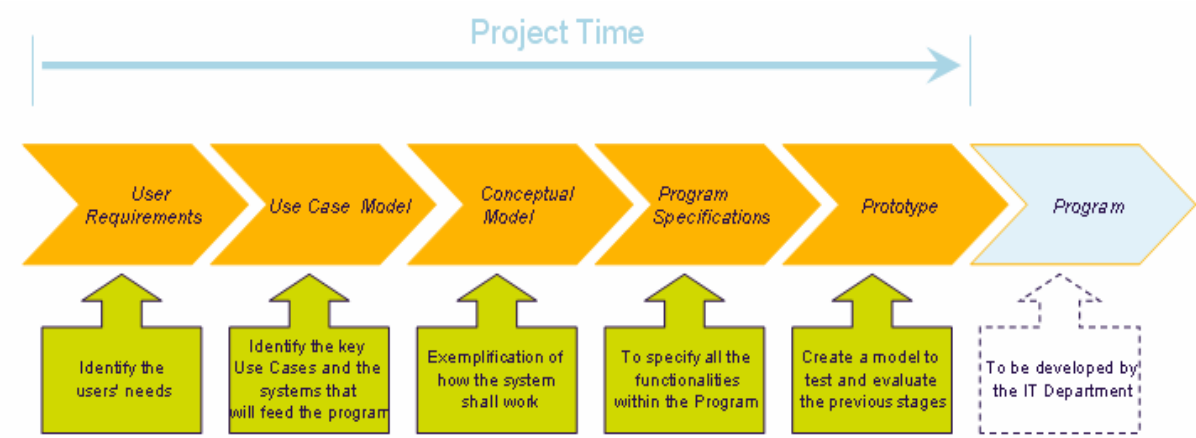 Project Time
User
Requirements
Use Case Model
Conceptual
Model
Program
Specifications
Prototype
Program
Identify the
users' needs
Identify the key
Use Cases and the
systems that
will feed the program
Exemplification of
how the system
shall work
To specify all the
functionalities
within the Program
Create a model to
test and evaluate
the previous stages
To be developed by
the IT Department